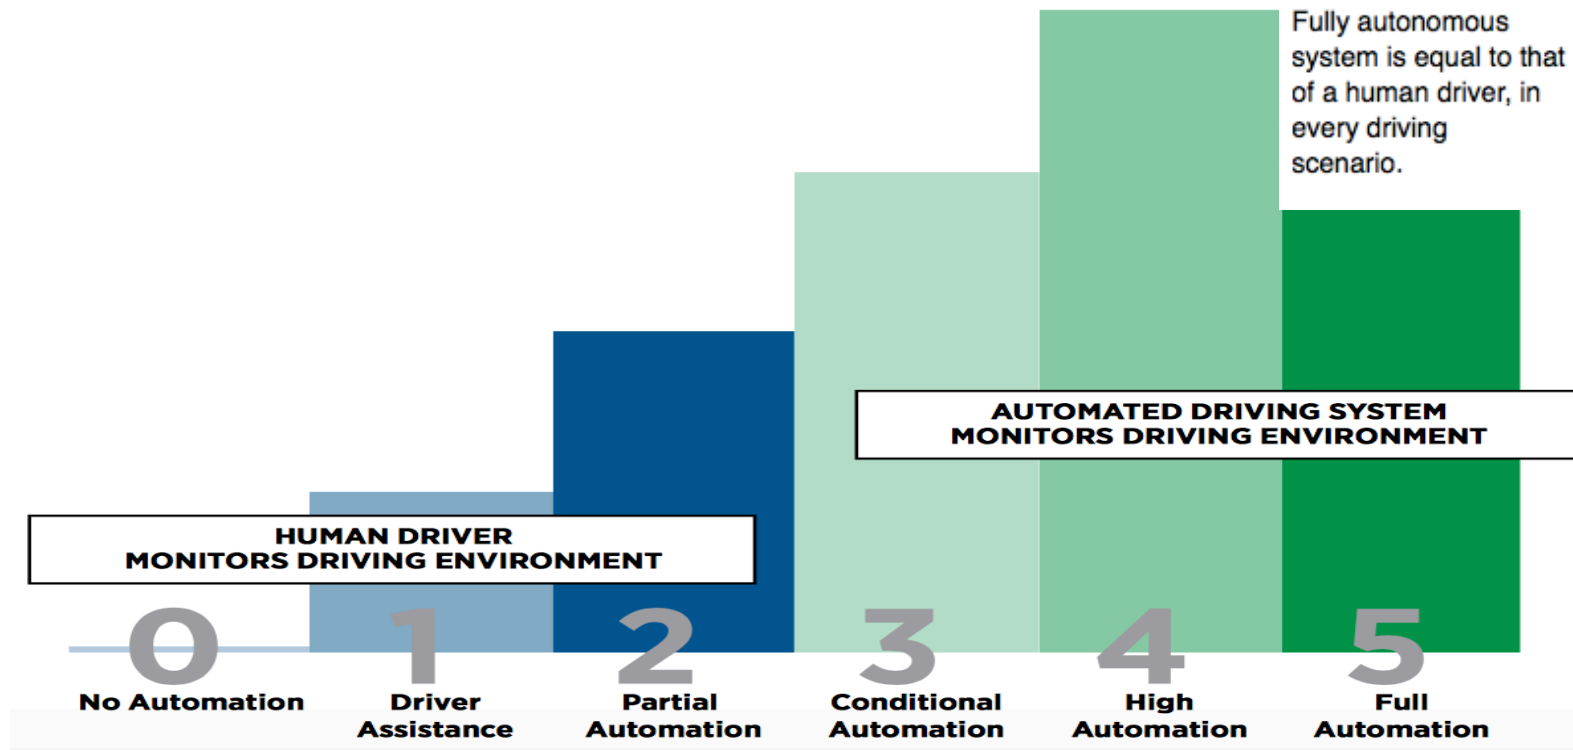 Fully autonomous
system is equal to that
of a human driver, in
every driving
scenario.
AUTOMATED DRIVING SYSTEM
MONITORS DRIVING ENVIRONMENT
HUMAN DRIVER
MONITORS DRIVING ENVIRONMENT
0
No Automation
1
Driver
Assistance
2
Partial
Automation
3
Conditional
Automation
4
High
Automation
5
Full
Automation